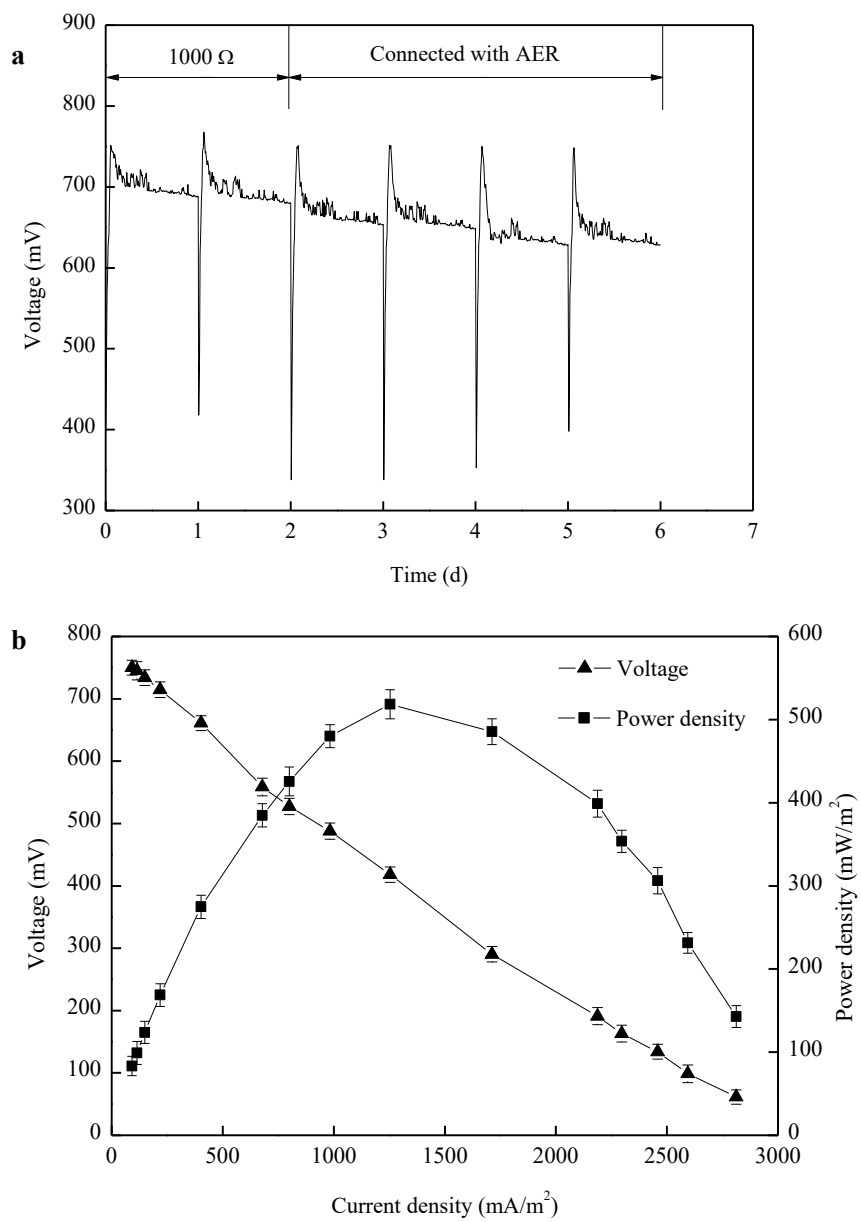 a
1000 Ω
Connected with AER
900
800
700
600
500
400
300
Voltage (mV)
0 1 2 3 4 5 6 7
Time (d)
b
800
700
600
500
400
300
200
100
0
Voltage (mV)
Voltage
Power density
600
500
400
300
200
100
0
Power density (mW/m²)
0 500 1000 1500 2000 2500 3000
Current density (mA/m²)